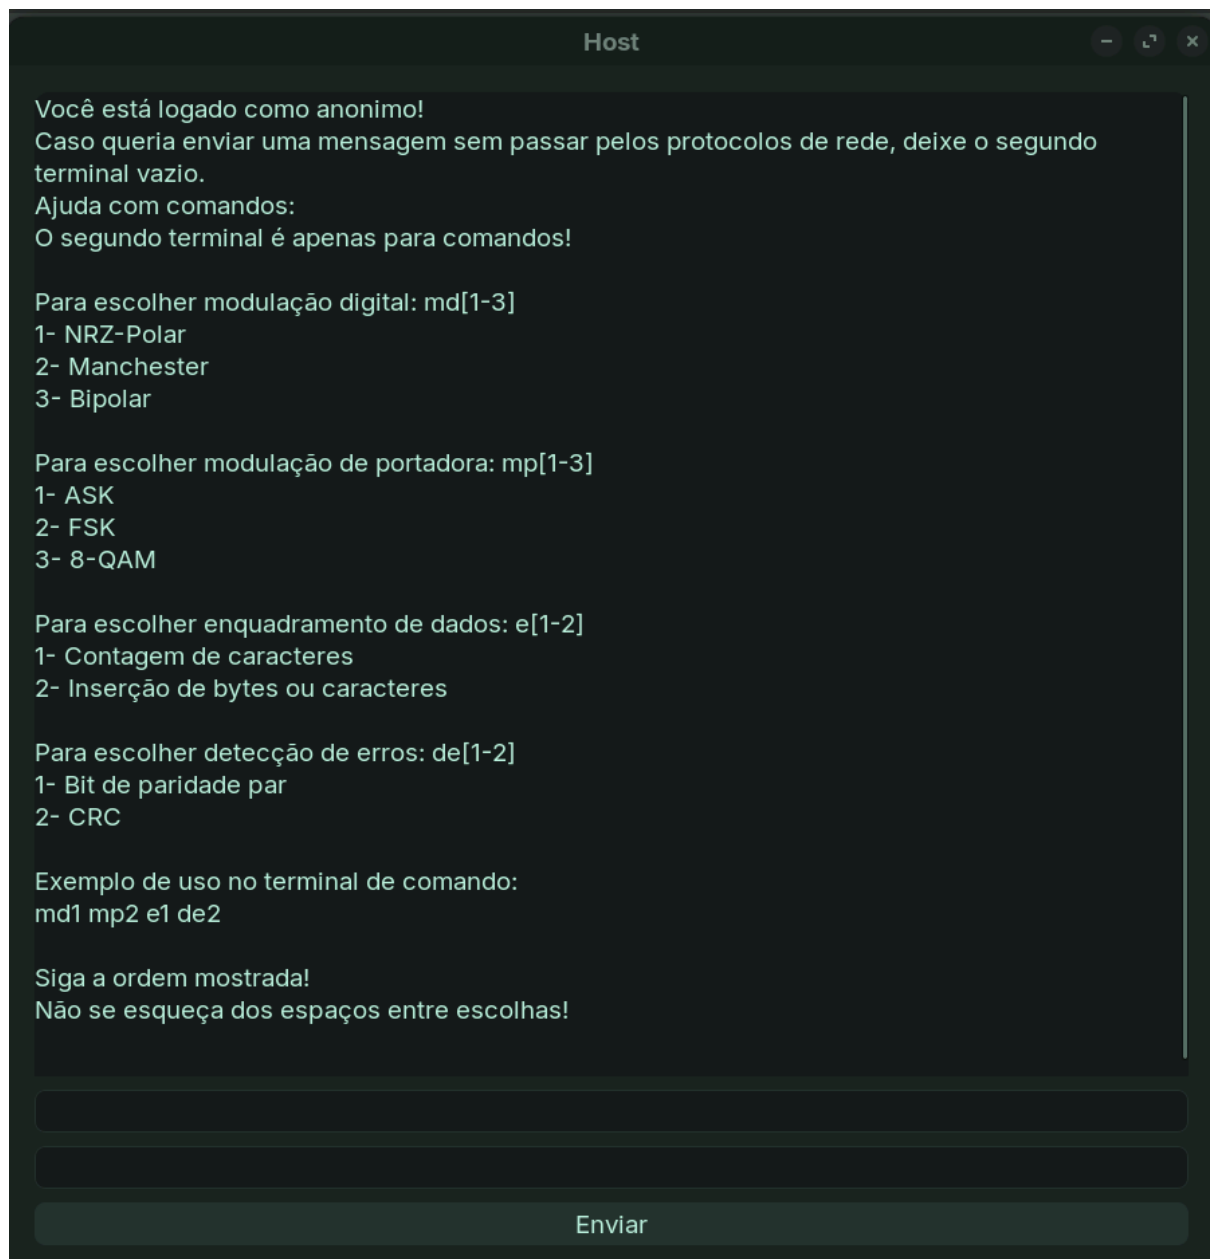 Host
Você está logado como anonimo!
Caso queria enviar uma mensagem sem passar pelos protocolos de rede, deixe o segundo
terminal vazio.
Ajuda com comandos:
O segundo terminal é apenas para comandos!
Para escolher modulação digital: md[1-3]
1- NRZ-Polar
2- Manchester
3- Bipolar
Para escolher modulação de portadora: mp[1-3]
1- ASK
2- FSK
3- 8-QAM
Para escolher enquadramento de dados: e[1-2]
1- Contagem de caracteres
2- Inserção de bytes ou caracteres
Para escolher detecção de erros: de[1-2]
1- Bit de paridade par
2- CRC
Exemplo de uso no terminal de comando:
md1 mp2 e1 de2
Siga a ordem mostrada!
Não se esqueça dos espaços entre escolhas!
Enviar